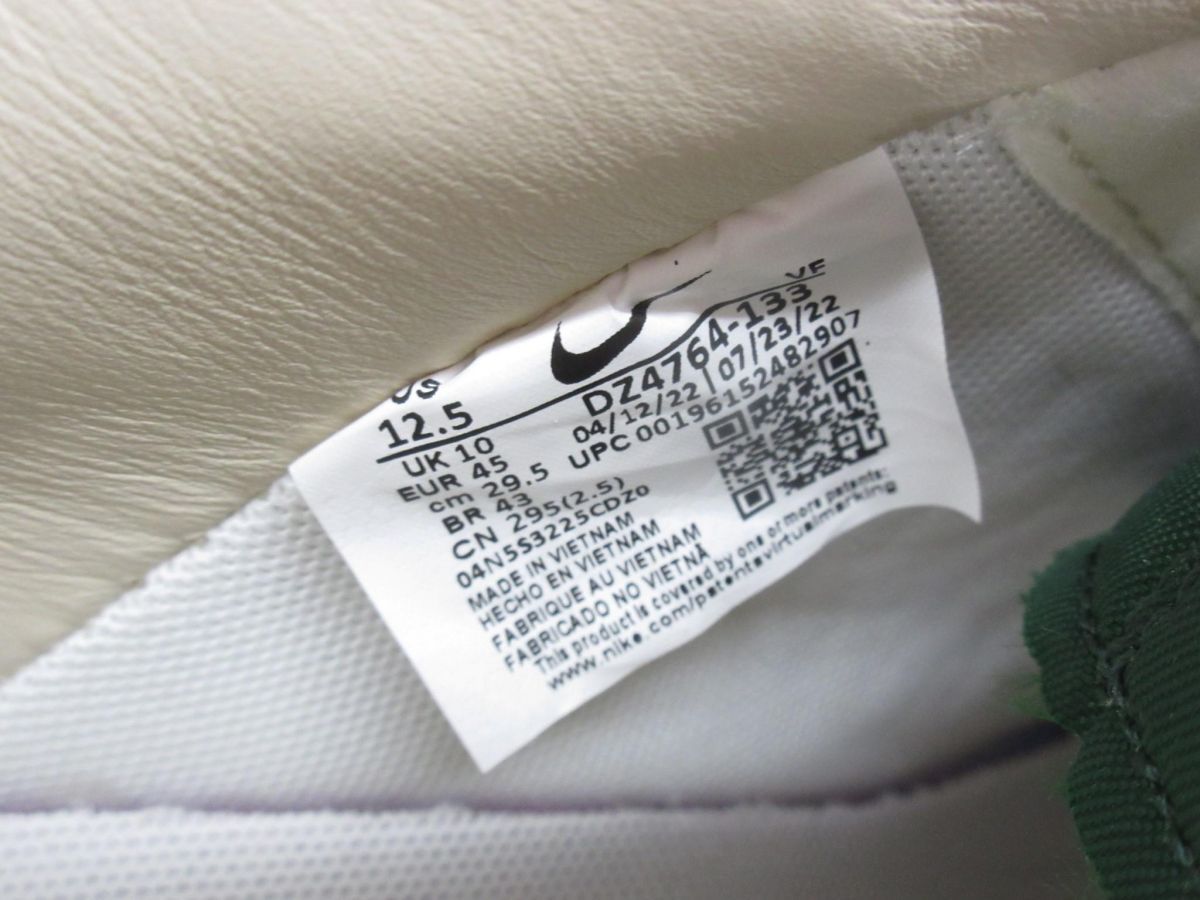 VF
US
12.5
DZ4764-133
04/12/22 | 07/23/22
UPC 00196152482907
UK 10
EUR 45
cm 29.5
BR 43
CN 295(2.5)
04N5S3225CDZo
MADE IN VIETNAM
HECHO EN VIETNAM
FABRIQUE AU VIETNAM
FABRICADO NO VIETNÃ
This product is covered by one or more patents:
www.nike.com/patentsvirtualmarking